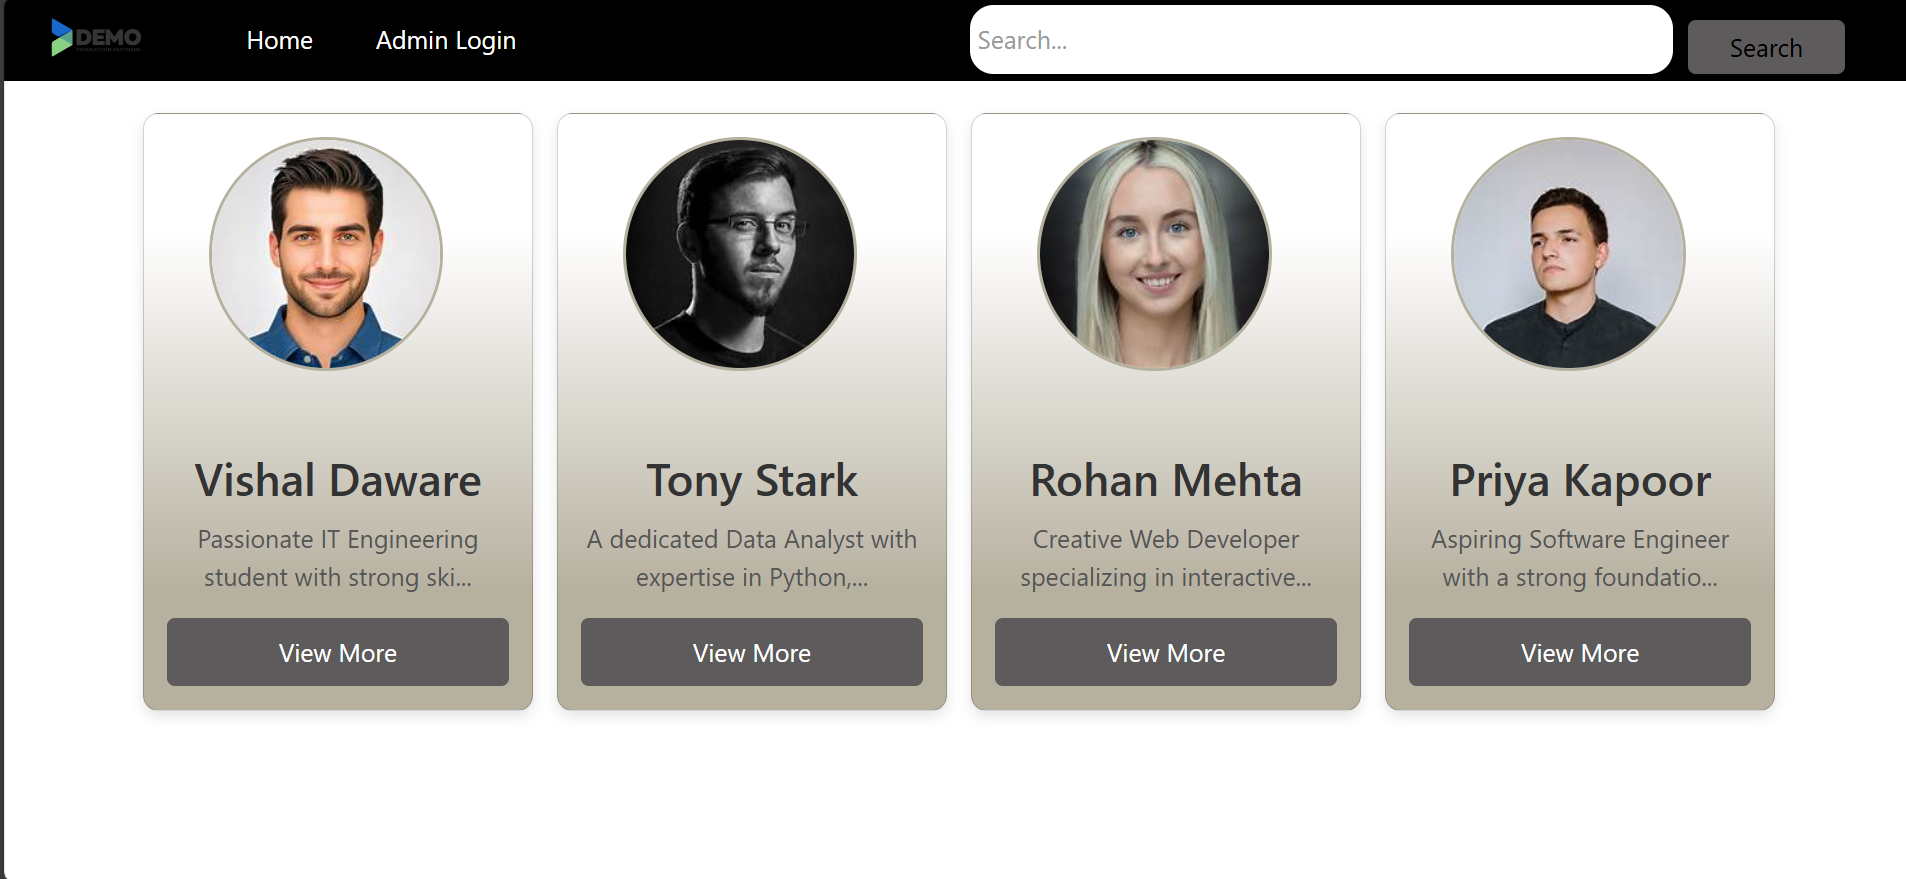 DEMO
Home
Admin Login
Search...
Search
Vishal Daware
Passionate IT Engineering
student with strong ski...
View More
Tony Stark
A dedicated Data Analyst with
expertise in Python,...
View More
Rohan Mehta
Creative Web Developer
specializing in interactive...
View More
Priya Kapoor
Aspiring Software Engineer
with a strong foundatio...
View More